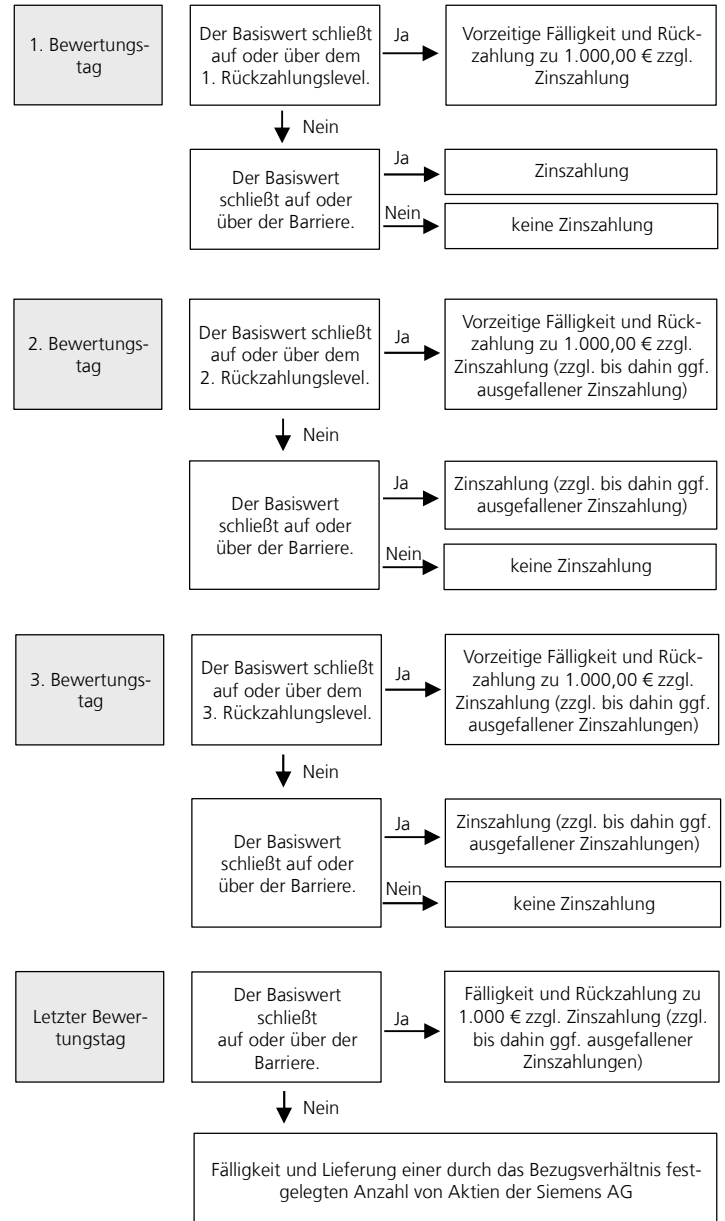 1. Bewertungs-
tag
Der Basiswert schließt
auf oder über dem
1. Rückzahlungslevel.
Ja
Vorzeitige Fälligkeit und Rück-
zahlung zu 1.000,00 € zzgl.
Zinszahlung
Nein
Der Basiswert
schließt auf oder
über der Barriere.
Ja
Zinszahlung
Nein
keine Zinszahlung
2. Bewertungs-
tag
Der Basiswert schließt
auf oder über dem
2. Rückzahlungslevel.
Ja
Vorzeitige Fälligkeit und Rück-
zahlung zu 1.000,00 € zzgl.
Zinszahlung (zzgl. bis dahin ggf.
ausgefallener Zinszahlung)
Nein
Der Basiswert
schließt auf oder
über der Barriere.
Ja
Zinszahlung (zzgl. bis dahin ggf.
ausgefallener Zinszahlung)
Nein
keine Zinszahlung
3. Bewertungs-
tag
Der Basiswert schließt
auf oder über dem
3. Rückzahlungslevel.
Ja
Vorzeitige Fälligkeit und Rück-
zahlung zu 1.000,00 € zzgl.
Zinszahlung (zzgl. bis dahin ggf.
ausgefallener Zinszahlungen)
Nein
Der Basiswert
schließt auf oder
über der Barriere.
Ja
Zinszahlung (zzgl. bis dahin ggf.
ausgefallener Zinszahlungen)
Nein
keine Zinszahlung
Letzter Bewer-
tungstag
Der Basiswert
schließt
auf oder über der
Barriere.
Ja
Fälligkeit und Rückzahlung zu
1.000 € zzgl. Zinszahlung (zzgl.
bis dahin ggf. ausgefallener
Zinszahlungen)
Nein
Fälligkeit und Lieferung einer durch das Bezugsverhältnis fest-
gelegten Anzahl von Aktien der Siemens AG